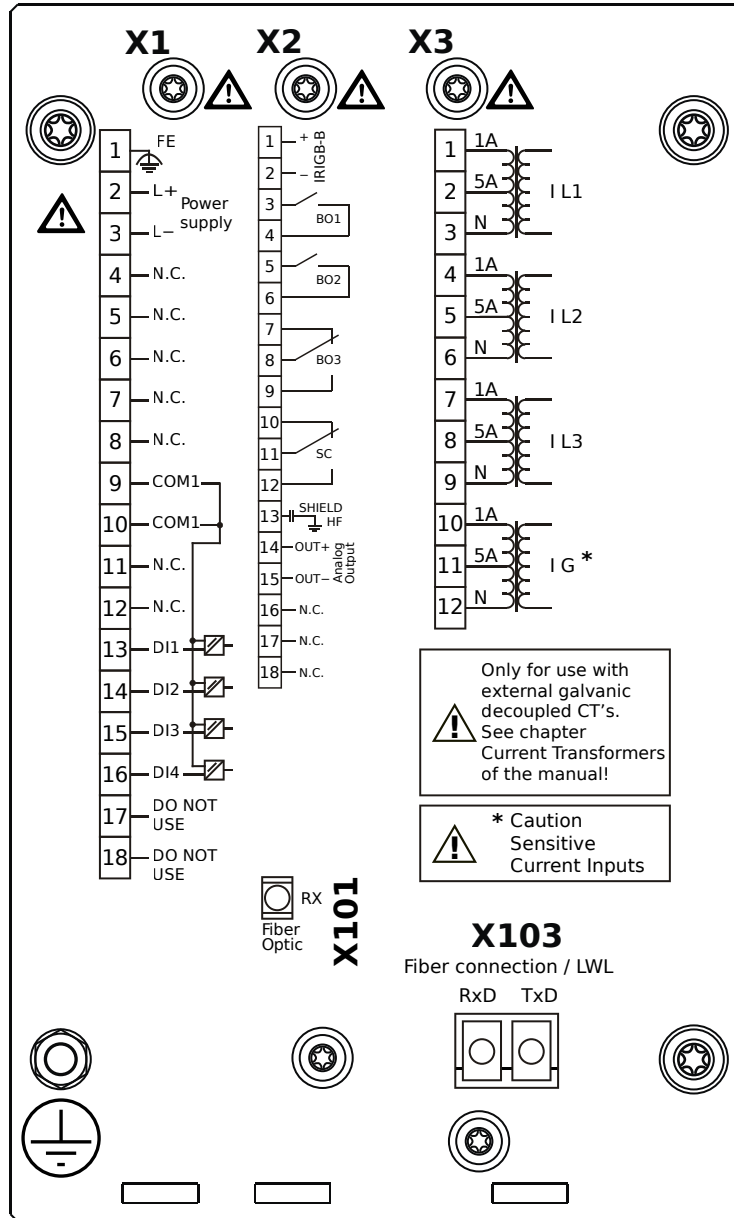 X1
1 FE
2 L+ Power
supply
3 L−
4 N.C.
5 N.C.
6 N.C.
7 N.C.
8 N.C.
9 COM1
10 COM1
11 N.C.
12 N.C.
13 DI1
14 DI2
15 DI3
16 DI4
17 DO NOT
USE
18 DO NOT
USE
X2
1 + IRIGB-B
2 −
3
BO1
4
5
BO2
6
7
8 BO3
9
10
11 SC
12
13 SHIELD
HF
14 OUT+ Analog
Output
15 OUT−
16 N.C.
17 N.C.
18 N.C.
X3
1 1A
2 5A I L1
3 N
4 1A
5 5A I L2
6 N
7 1A
8 5A I L3
9 N
10 1A
11 5A I G *
12 N
! Only for use with
external galvanic
decoupled CT's.
See chapter
Current Transformers
of the manual!
! * Caution
Sensitive
Current Inputs
RX
Fiber
Optic
X101
X103
Fiber connection / LWL
RxD TxD